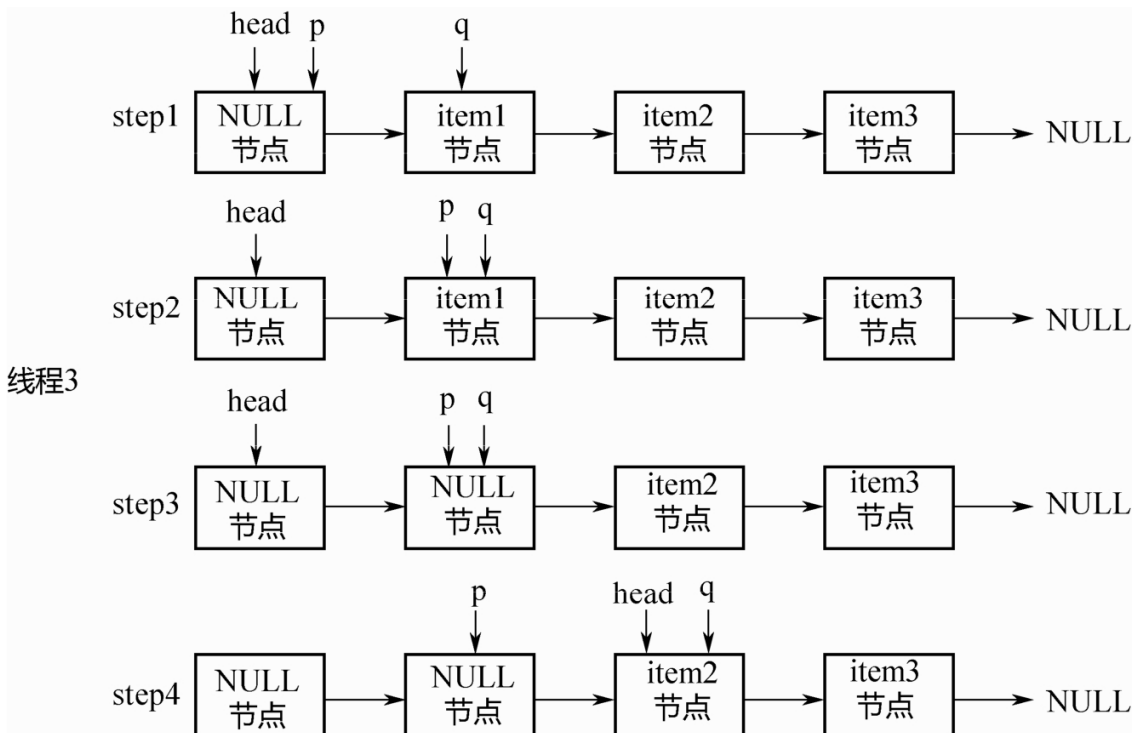 head p q
step1 NULL 节点 item1 节点 item2 节点 item3 节点 NULL
head p q
step2 NULL 节点 item1 节点 item2 节点 item3 节点 NULL
线程3
head p q
step3 NULL 节点 NULL 节点 item2 节点 item3 节点 NULL
p head q
step4 NULL 节点 NULL 节点 item2 节点 item3 节点 NULL